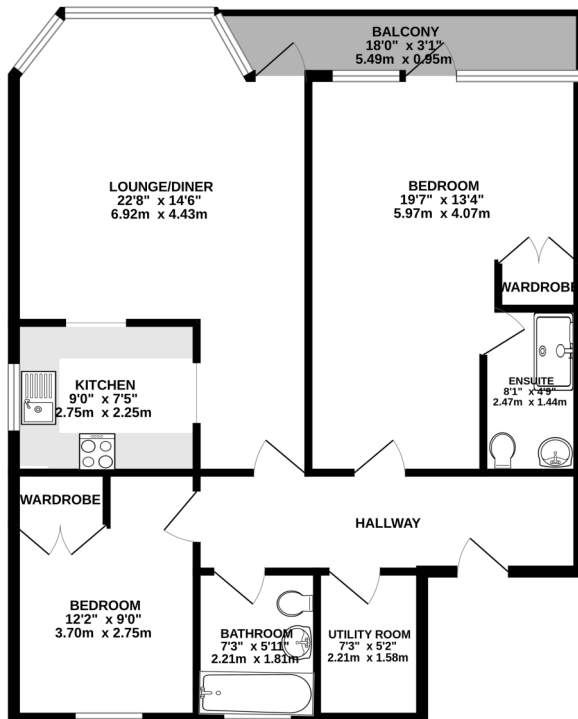 BALCONY
18'0" x 3'1"
5.49m x 0.95m
LOUNGE/DINER
22'8" x 14'6"
6.92m x 4.43m
BEDROOM
19'7" x 13'4"
5.97m x 4.07m
WARDROBE
KITCHEN
9'0" x 7'5"
2.75m x 2.25m
ENSUITE
8'1" x 4'9"
2.47m x 1.44m
WARDROBE
HALLWAY
BEDROOM
12'2" x 9'0"
3.70m x 2.75m
BATHROOM
7'3" x 5'11"
2.21m x 1.81m
UTILITY ROOM
7'3" x 5'2"
2.21m x 1.58m